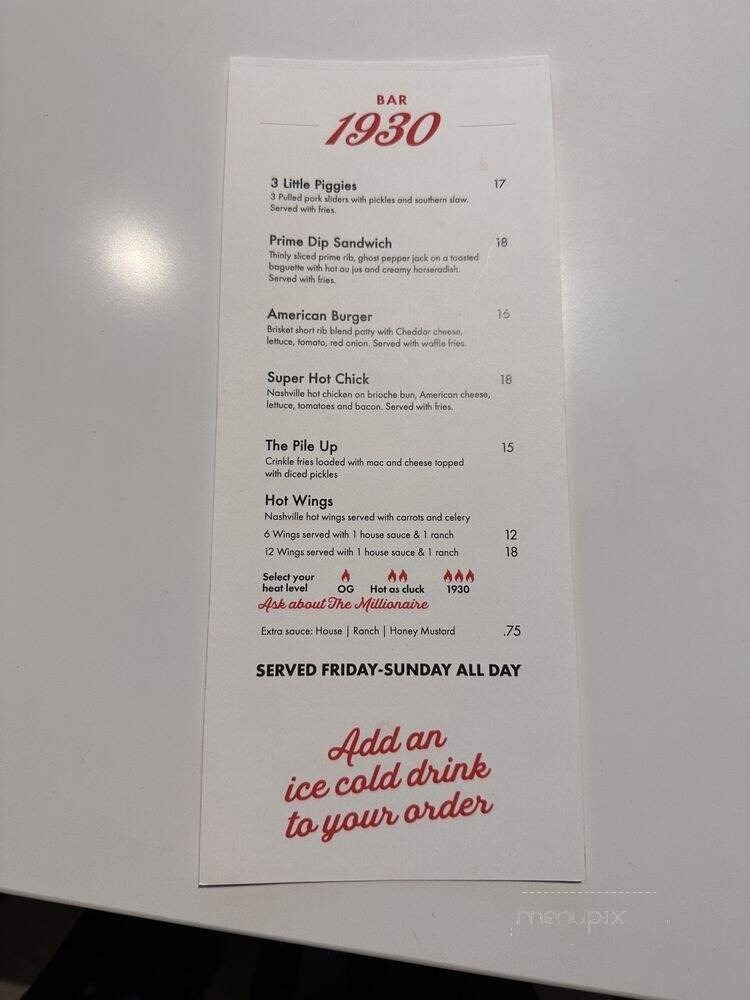 BAR
1930
3 Little Piggies 17
3 Pulled pork sliders with pickles and southern slaw.
Served with fries.
Prime Dip Sandwich 18
Thinly sliced prime rib, ghost pepper jack on a toasted
baguette with hot au jus and creamy horseradish.
Served with fries.
American Burger 16
Brisket short rib blend patty with Cheddar cheese,
lettuce, tomato, red onion. Served with waffle fries.
Super Hot Chick 18
Nashville hot chicken on brioche bun, American cheese,
lettuce, tomatoes and bacon. Served with fries.
The Pile Up 15
Crinkle fries loaded with mac and cheese topped
with diced pickles
Hot Wings
Nashville hot wings served with carrots and celery
6 Wings served with 1 house sauce & 1 ranch 12
12 Wings served with 1 house sauce & 1 ranch 18
Select your
heat level OG Hot as cluck 1930
Ask about The Millionaire
Extra sauce: House | Ranch | Honey Mustard .75
SERVED FRIDAY-SUNDAY ALL DAY
Add an
ice cold drink
to your order
menupix